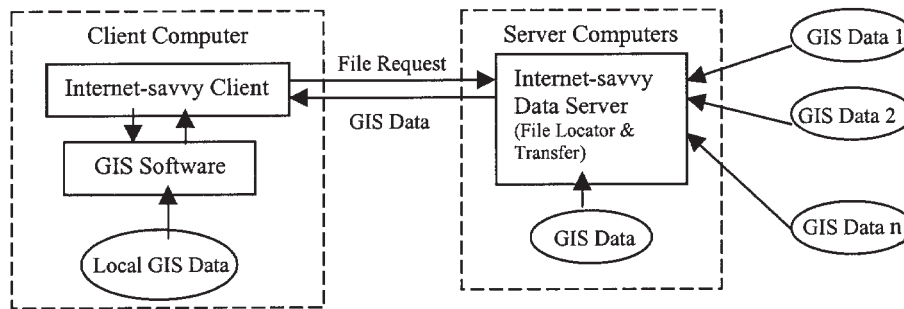 Client Computer
Internet-savvy Client
GIS Software
Local GIS Data
File Request
GIS Data
Server Computers
Internet-savvy
Data Server
(File Locator &
Transfer)
GIS Data
GIS Data 1
GIS Data 2
GIS Data n